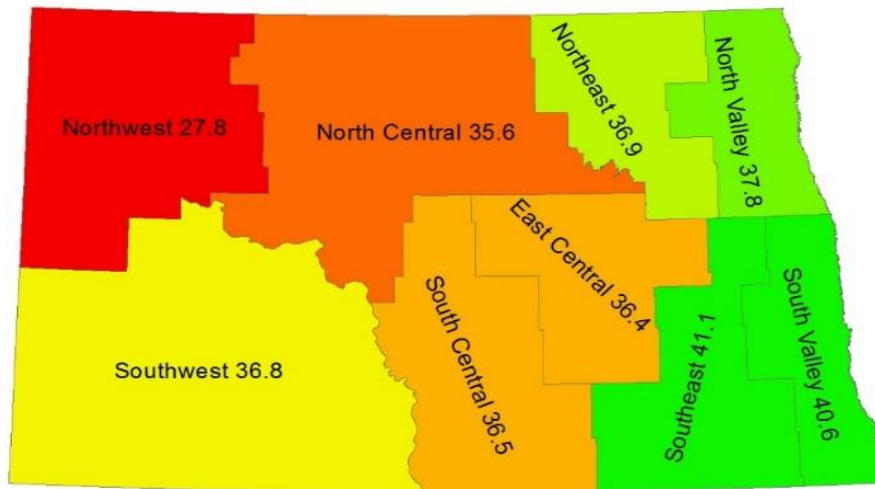 Northwest 27.8
North Central 35.6
Northeast 36.9
North Valley 37.8
Southwest 36.8
South Central 36.5
East Central 36.4
Southeast 41.1
South Valley 40.6